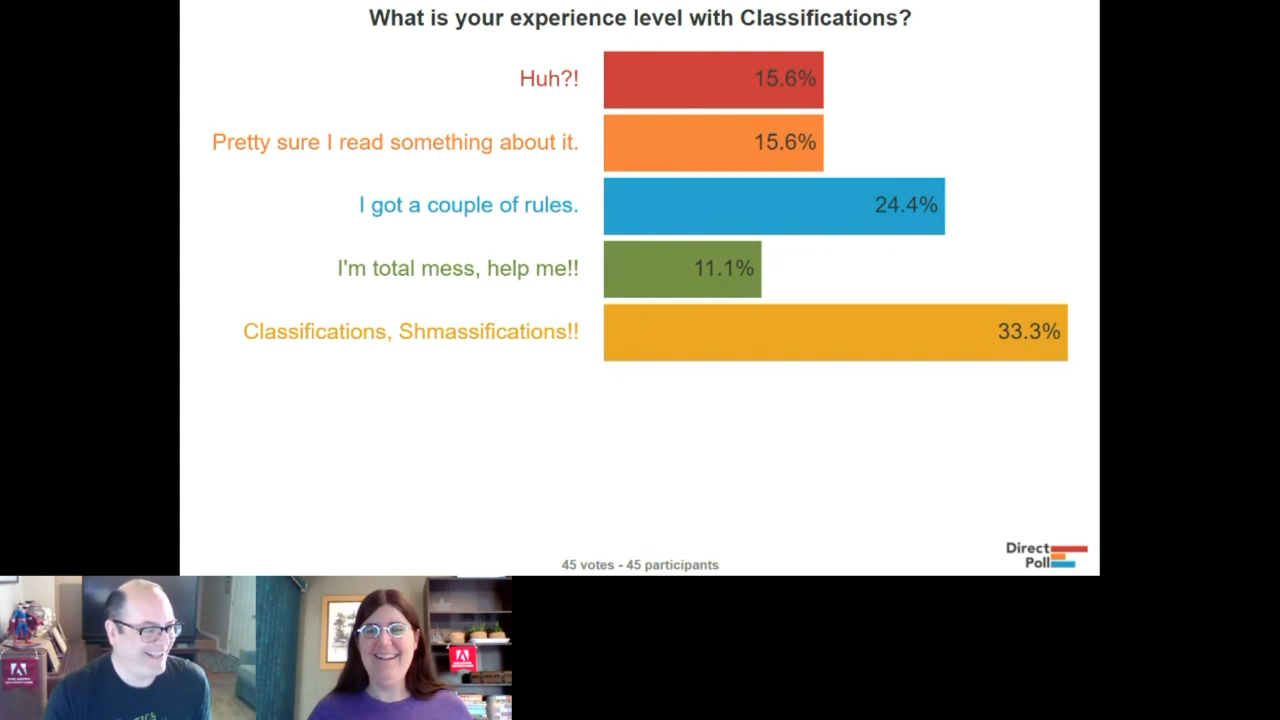 What is your experience level with Classifications?
Huh?!
15.6%
Pretty sure I read something about it.
15.6%
I got a couple of rules.
24.4%
I'm total mess, help me!!
11.1%
Classifications, Shmassifications!!
33.3%
45 votes - 45 participants
Direct
Poll